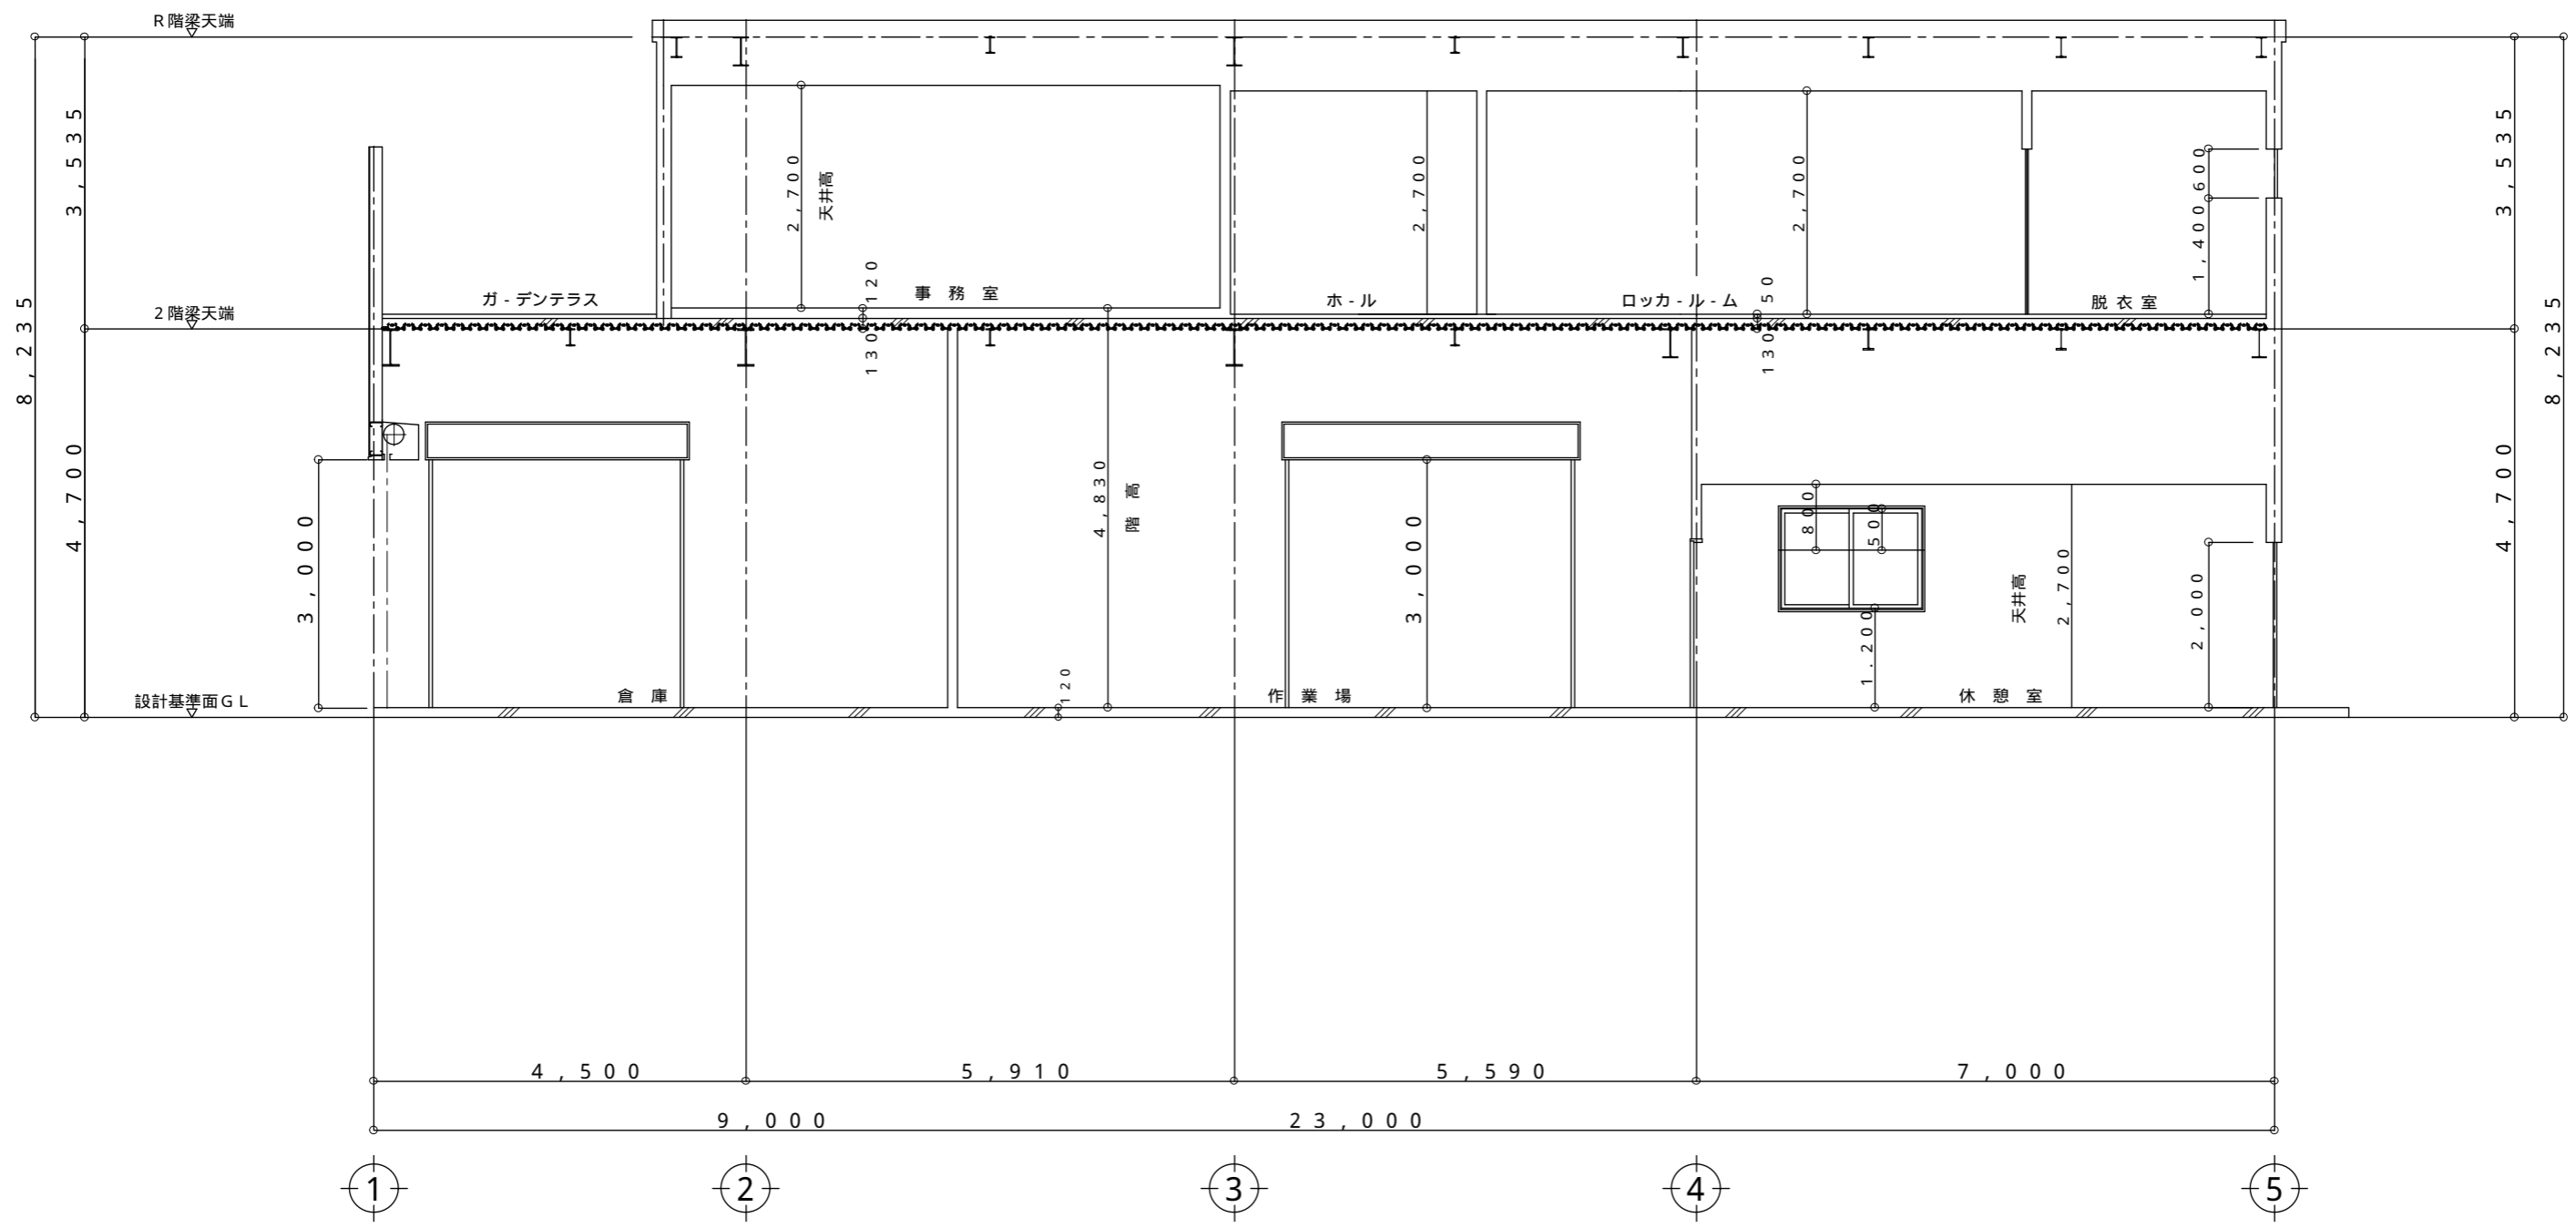 R階梁天端
3,535
2,700
天井高
2,700
2,700
600
1,400
3,535
8,235
2階梁天端
ガ-デンテラス
120
事 務 室
ホ-ル
ロッカ-ル-ム
50
脱 衣 室
8,235
130
130
4,700
3,000
4,830
階 高
3,000
800
500
1.200
天井高
2,700
2,000
4,700
設計基準面GL
倉 庫
120
作 業 場
休 憩 室
4,500
5,910
5,590
7,000
9,000
23,000
1
2
3
4
5